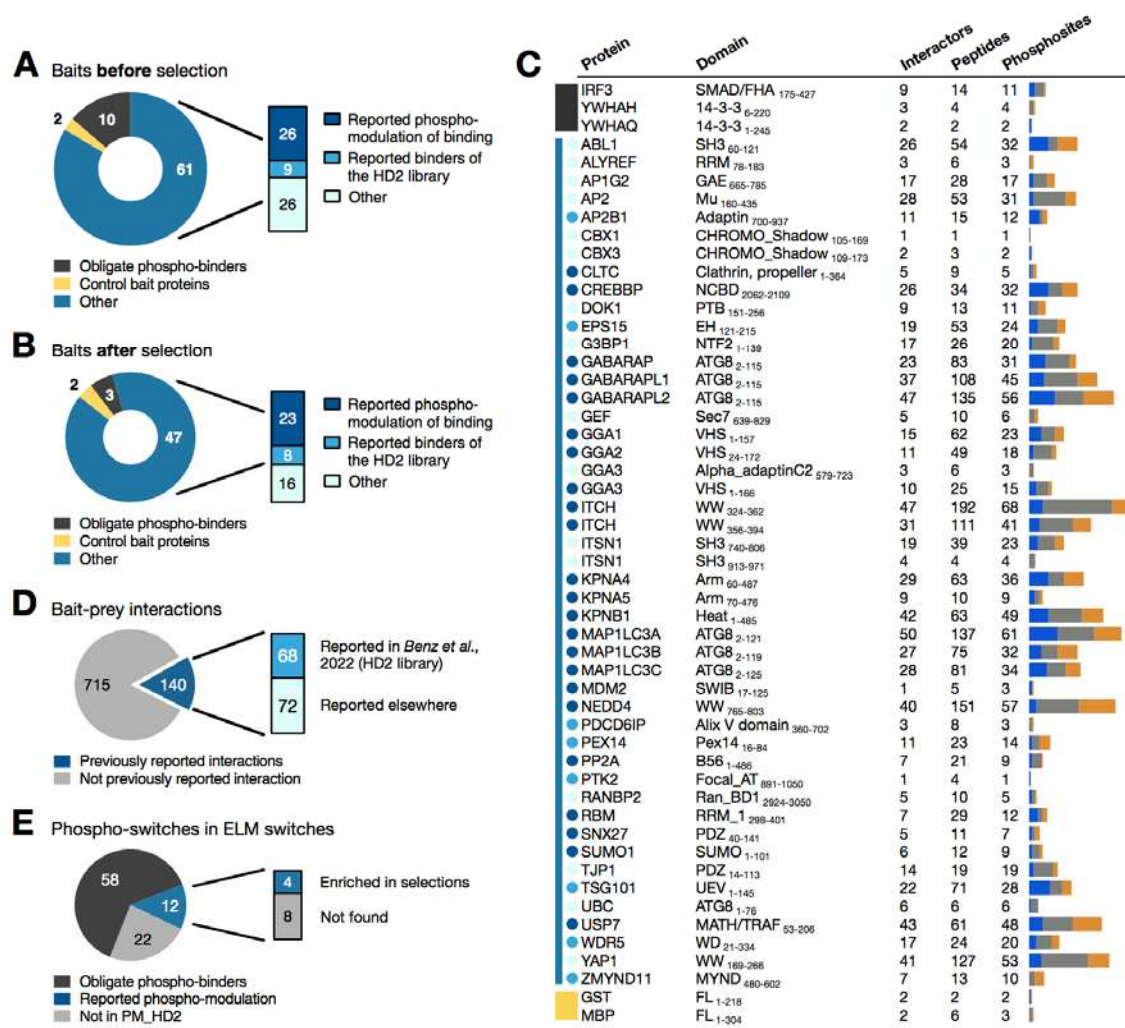 A Baits before selection
2
10
61
26
9
26
Reported phospho-
modulation of binding
Reported binders of
the HD2 library
Other
Obligate phospho-binders
Control bait proteins
Other
B Baits after selection
2
3
47
23
8
16
Reported phospho-
modulation of binding
Reported binders of
the HD2 library
Other
Obligate phospho-binders
Control bait proteins
Other
D Bait-prey interactions
715
140
68
72
Reported in Benz et al.,
2022 (HD2 library)
Reported elsewhere
Previously reported interactions
Not previously reported interaction
E Phospho-switches in ELM switches
58
12
22
4
8
Enriched in selections
Not found
Obligate phospho-binders
Reported phospho-modulation
Not in PM_HD2
C Protein Domain Interactors Peptides Phosphosites
IRF3 SMAD/FHA 175-427 9 14 11
YWHAH 14-3-3 6-220 3 4 4
YWHAQ 14-3-3 1-245 2 2 2
ABL1 SH3 60-121 26 54 32
ALYREF RRM 78-183 3 6 3
AP1G2 GAE 665-785 17 28 17
AP2 Mu 160-435 28 53 31
AP2B1 Adaptin 700-937 11 15 12
CBX1 CHROMO_Shadow 105-169 1 1 1
CBX3 CHROMO_Shadow 109-173 2 3 2
CLTC Clathrin, propeller 1-364 5 9 5
CREBBP NCBD 2062-2109 26 34 32
DOK1 PTB 151-256 9 13 11
EPS15 EH 121-215 19 53 24
G3BP1 NTF2 1-139 17 26 20
GABARAP ATG8 2-115 23 83 31
GABARAPL1 ATG8 2-115 37 108 45
GABARAPL2 ATG8 2-115 47 135 56
GEF Sec7 639-829 5 10 6
GGA1 VHS 1-157 15 62 23
GGA2 VHS 24-172 11 49 18
GGA3 Alpha_adaptinC2 579-723 3 6 3
GGA3 VHS 1-166 10 25 15
ITCH WW 324-362 47 192 68
ITCH WW 356-394 31 111 41
ITSN1 SH3 740-806 19 39 23
ITSN1 SH3 913-971 4 4 4
KPNA4 Arm 60-487 29 63 36
KPNA5 Arm 70-476 9 10 9
KPNB1 Heat 1-485 42 63 49
MAP1LC3A ATG8 2-121 50 137 61
MAP1LC3B ATG8 2-119 27 75 32
MAP1LC3C ATG8 2-125 28 81 34
MDM2 SWIB 17-125 1 5 3
NEDD4 WW 765-803 40 151 57
PDCD6IP Alix V domain 360-702 3 8 3
PEX14 Pex14 16-84 11 23 14
PP2A B56 1-486 7 21 9
PTK2 Focal_AT 891-1050 1 4 1
RANBP2 Ran_BD1 2924-3050 5 10 5
RBM RRM_1 298-401 7 29 12
SNX27 PDZ 40-141 5 11 7
SUMO1 SUMO 1-101 6 12 9
TJP1 PDZ 14-113 14 19 19
TSG101 UEV 1-145 22 71 28
UBC ATG8 1-76 6 6 6
USP7 MATH/TRAF 53-206 43 61 48
WDR5 WD 21-334 17 24 20
YAP1 WW 169-266 41 127 53
ZMYND11 MYND 480-602 7 13 10
GST FL 1-218 2 2 2
MBP FL 1-304 2 6 3